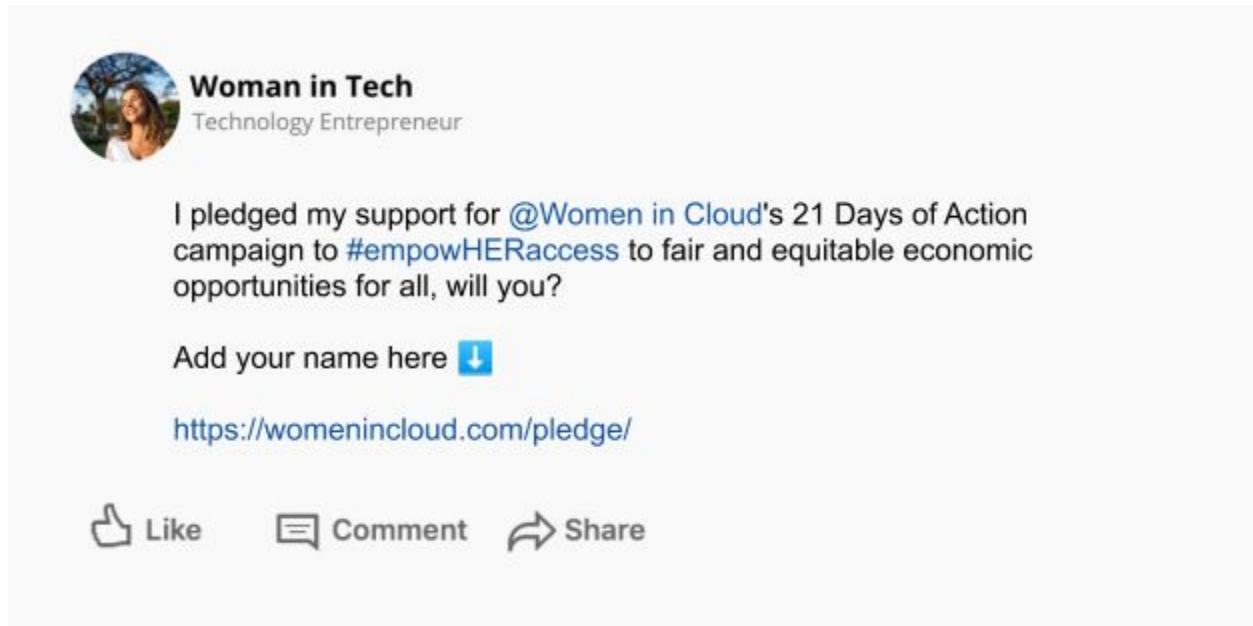 Woman in Tech
Technology Entrepreneur
I pledged my support for @Women in Cloud's 21 Days of Action
campaign to #empowHERaccess to fair and equitable economic
opportunities for all, will you?
Add your name here ⬇️
https://womenincloud.com/pledge/
Like Comment Share